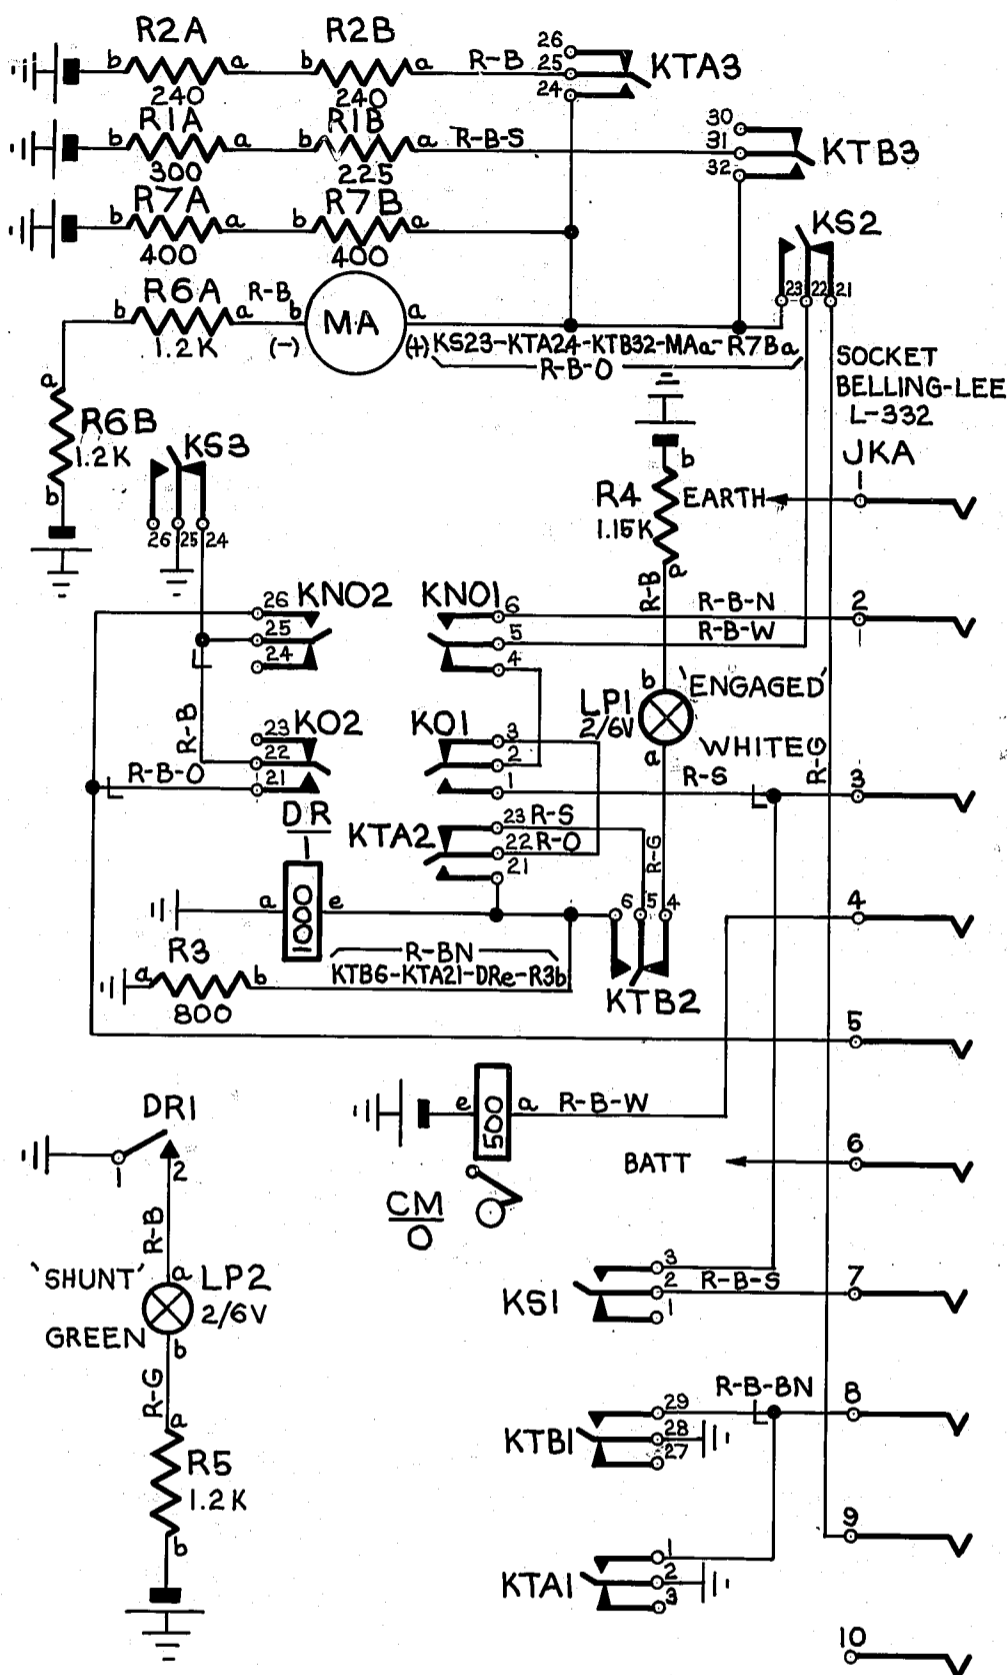 R2A R2B
b a b a R-B 26 25 24 KTA3
240 240
R1A R1B
b a b a R-B-S 30 31 32 KTB3
300 225
R7A R7B
b a b a
400 400
KS2
23 22 21
R6A R-B
b a b MA a
1.2K (-) (+) KS23-KTA24-KTB32-MAa-R7Ba
R-B-O
SOCKET
BELLING-LEE
L-332
JKA
a
R6B
1.2K
b
KS3
26 25 24
b
R4 EARTH 1
1.15K
a
R-B
26 KNO2 KNO1 6 R-B-N 2
25 5 R-B-W
24 4
L
R-B
b 'ENGAGED'
LP1
2/6V
a WHITE G
R-G
23 KO2 KO1 3
22 2
R-B-O 21 1 R-S 3
L L
DR
1
KTA2 23 R-S
22 R-O
21
R-G
a 1000 e 6 5 4 4
R-BN
KTB6-KTA21-DRe-R3b
KTB2
R3
a b
800
5
e 500 a R-B-W
CM
0
BATT 6
DR1
1 2
R-B
'SHUNT' a LP2
2/6V
GREEN b
R-G
a
R5
1.2K
b
3
KS1 2 R-B-S 7
1
R-B-BN
29 L 8
KTB1 28
27
9
1
KTA1 2
3
10